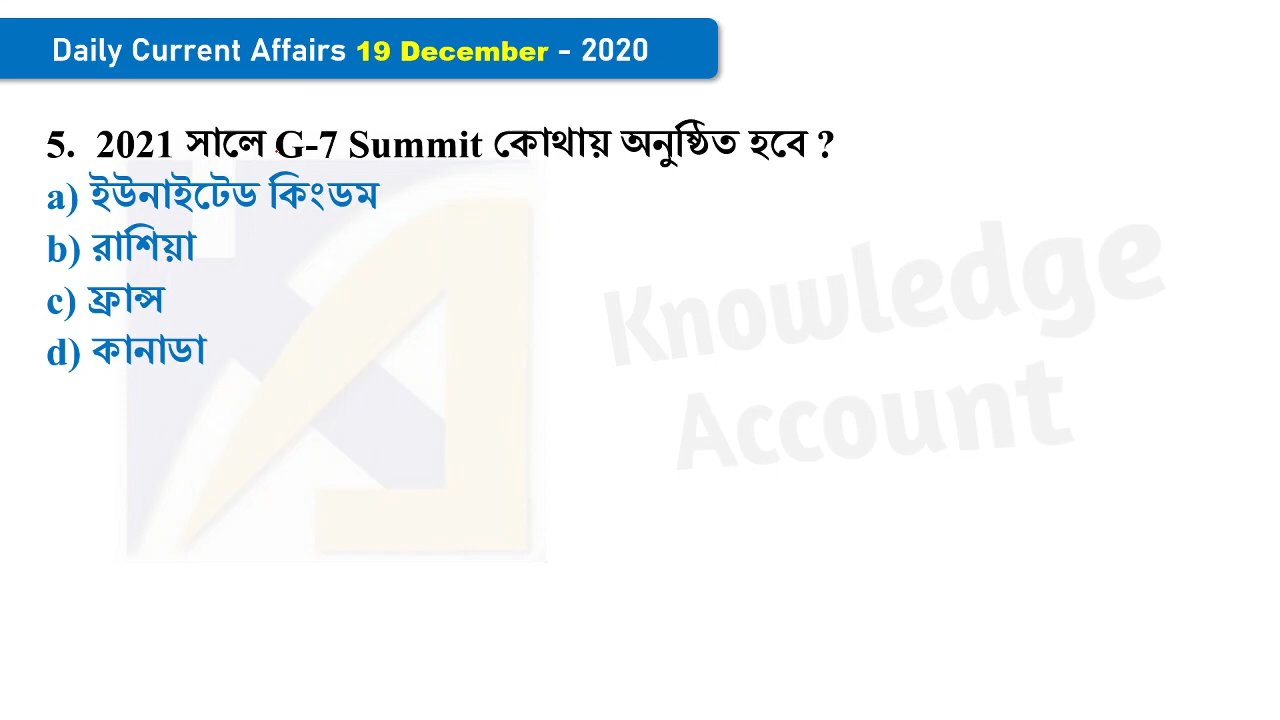 Daily Current Affairs 19 December - 2020
5. 2021 সালে G-7 Summit কোথায় অনুষ্ঠিত হবে ?
a) ইউনাইটেড কিংডম
b) রাশিয়া
c) ফ্রান্স
d) কানাডা
Knowledge
Account